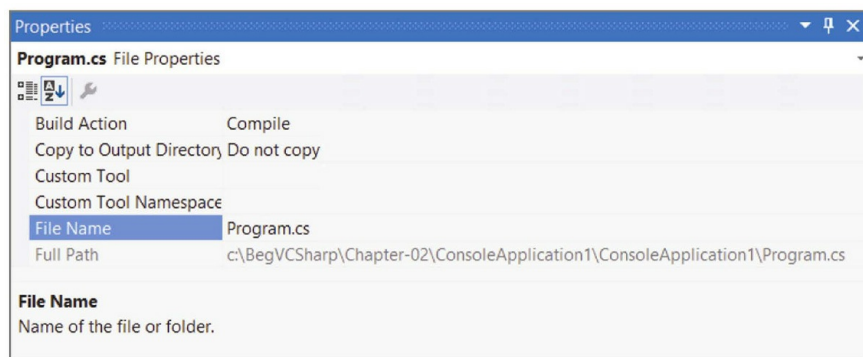 Properties
Program.cs File Properties
Build Action Compile
Copy to Output Directory Do not copy
Custom Tool
Custom Tool Namespace
File Name Program.cs
Full Path c:\BegVCSharp\Chapter-02\ConsoleApplication1\ConsoleApplication1\Program.cs
File Name
Name of the file or folder.